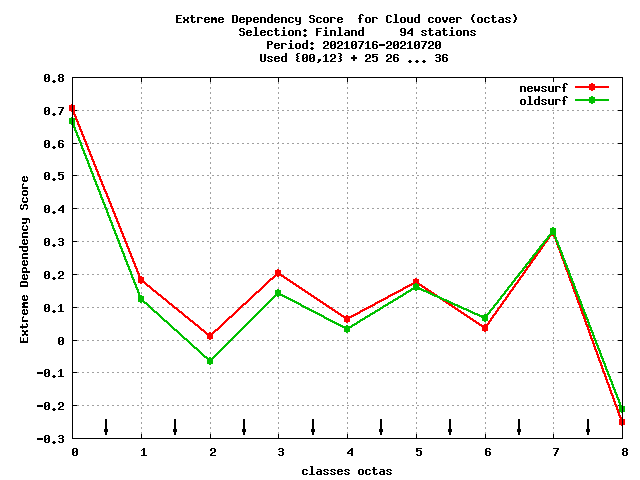 Extreme Dependency Score  for Cloud cover (octas)
Selection: Finland     94 stations
Period: 20210716-20210720
Used {00,12} + 25 26 ... 36
newsurf
oldsurf
0.8
0.7
0.6
0.5
0.4
0.3
0.2
0.1
0
-0.1
-0.2
-0.3
Extreme Dependency Score
0 1 2 3 4 5 6 7 8
classes octas